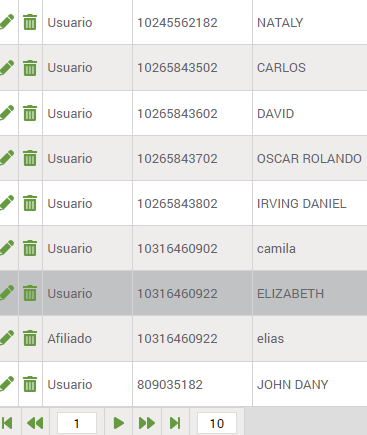 Usuario 10245562182 NATALY
Usuario 10265843502 CARLOS
Usuario 10265843602 DAVID
Usuario 10265843702 OSCAR ROLANDO
Usuario 10265843802 IRVING DANIEL
Usuario 10316460902 camila
Usuario 10316460922 ELIZABETH
Afiliado 10316460922 elias
Usuario 809035182 JOHN DANY
1 10